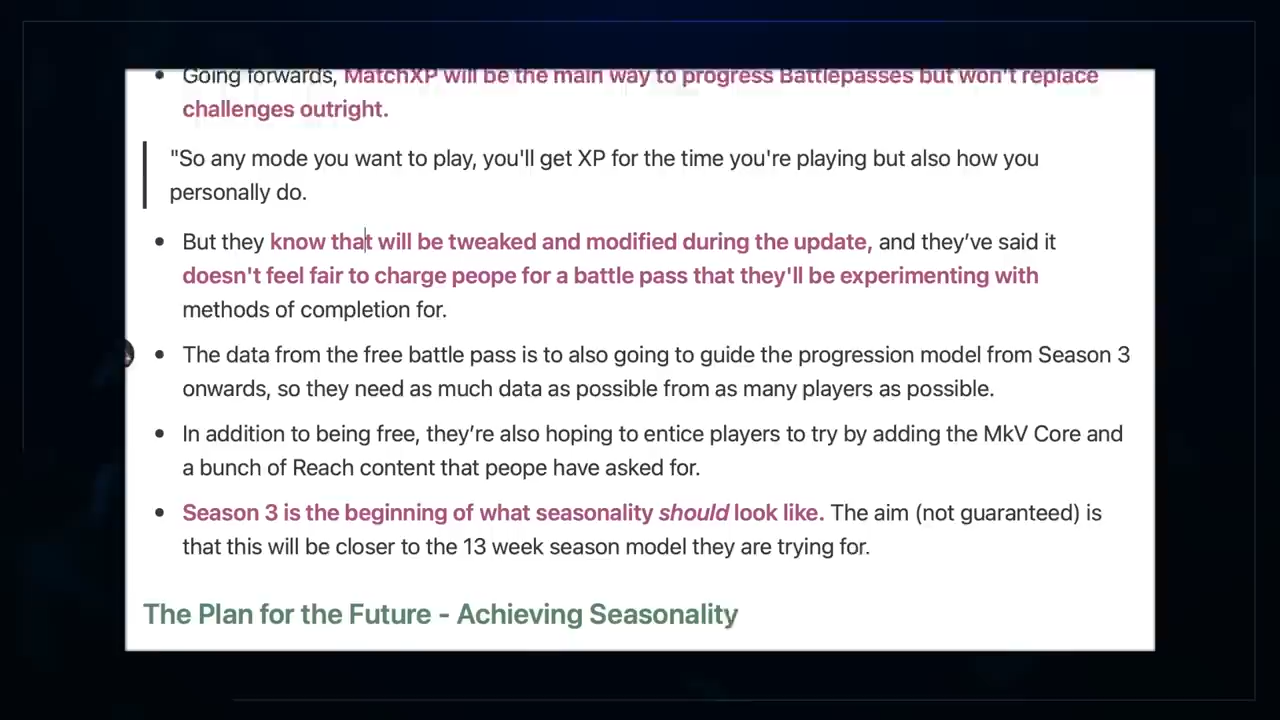 Going forwards, MatchXP will be the main way to progress Battlepasses but won't replace
challenges outright.
"So any mode you want to play, you'll get XP for the time you're playing but also how you
personally do.
But they know that will be tweaked and modified during the update, and they've said it
doesn't feel fair to charge peope for a battle pass that they'll be experimenting with
methods of completion for.
The data from the free battle pass is to also going to guide the progression model from Season 3
onwards, so they need as much data as possible from as many players as possible.
In addition to being free, they're also hoping to entice players to try by adding the MkV Core and
a bunch of Reach content that peope have asked for.
Season 3 is the beginning of what seasonality should look like. The aim (not guaranteed) is
that this will be closer to the 13 week season model they are trying for.
The Plan for the Future - Achieving Seasonality